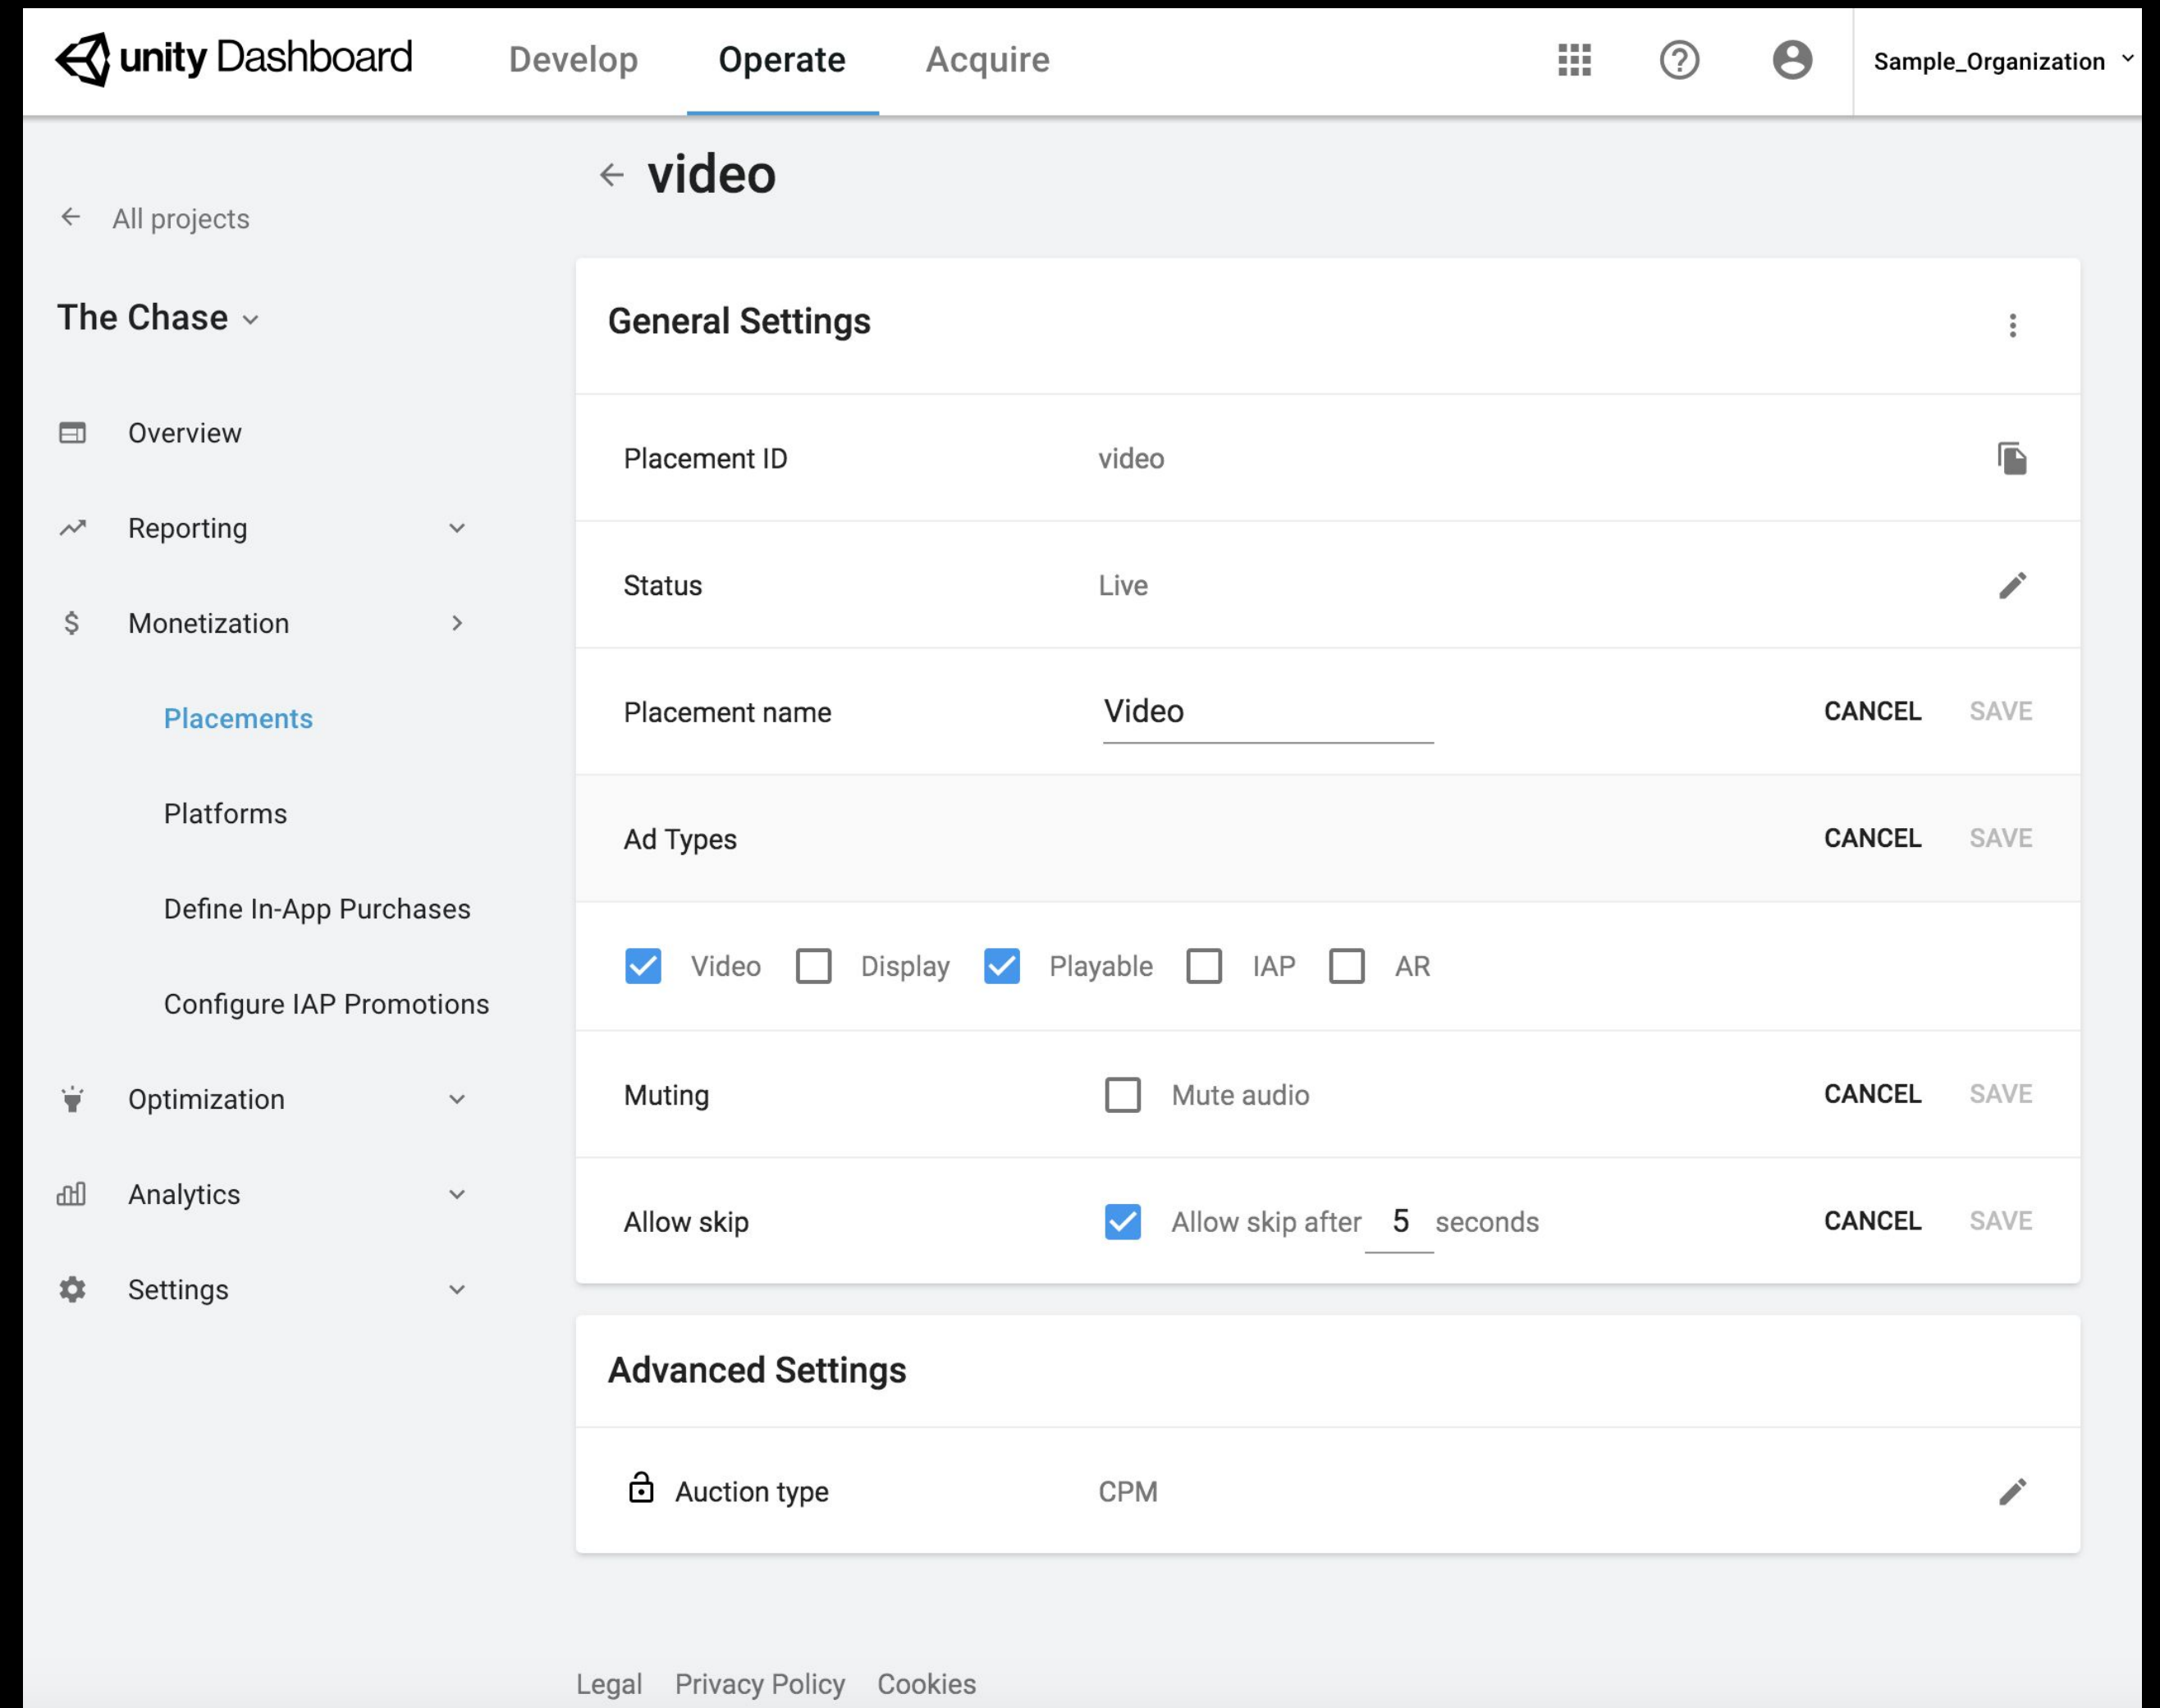 unity Dashboard Develop Operate Acquire Sample_Organization
video
All projects
The Chase
Overview
Reporting
Monetization
Placements
Platforms
Define In-App Purchases
Configure IAP Promotions
Optimization
Analytics
Settings
General Settings
Placement ID video
Status Live
Placement name Video CANCEL SAVE
Ad Types CANCEL SAVE
Video Display Playable IAP AR
Muting Mute audio CANCEL SAVE
Allow skip Allow skip after 5 seconds CANCEL SAVE
Advanced Settings
Auction type CPM
Legal Privacy Policy Cookies